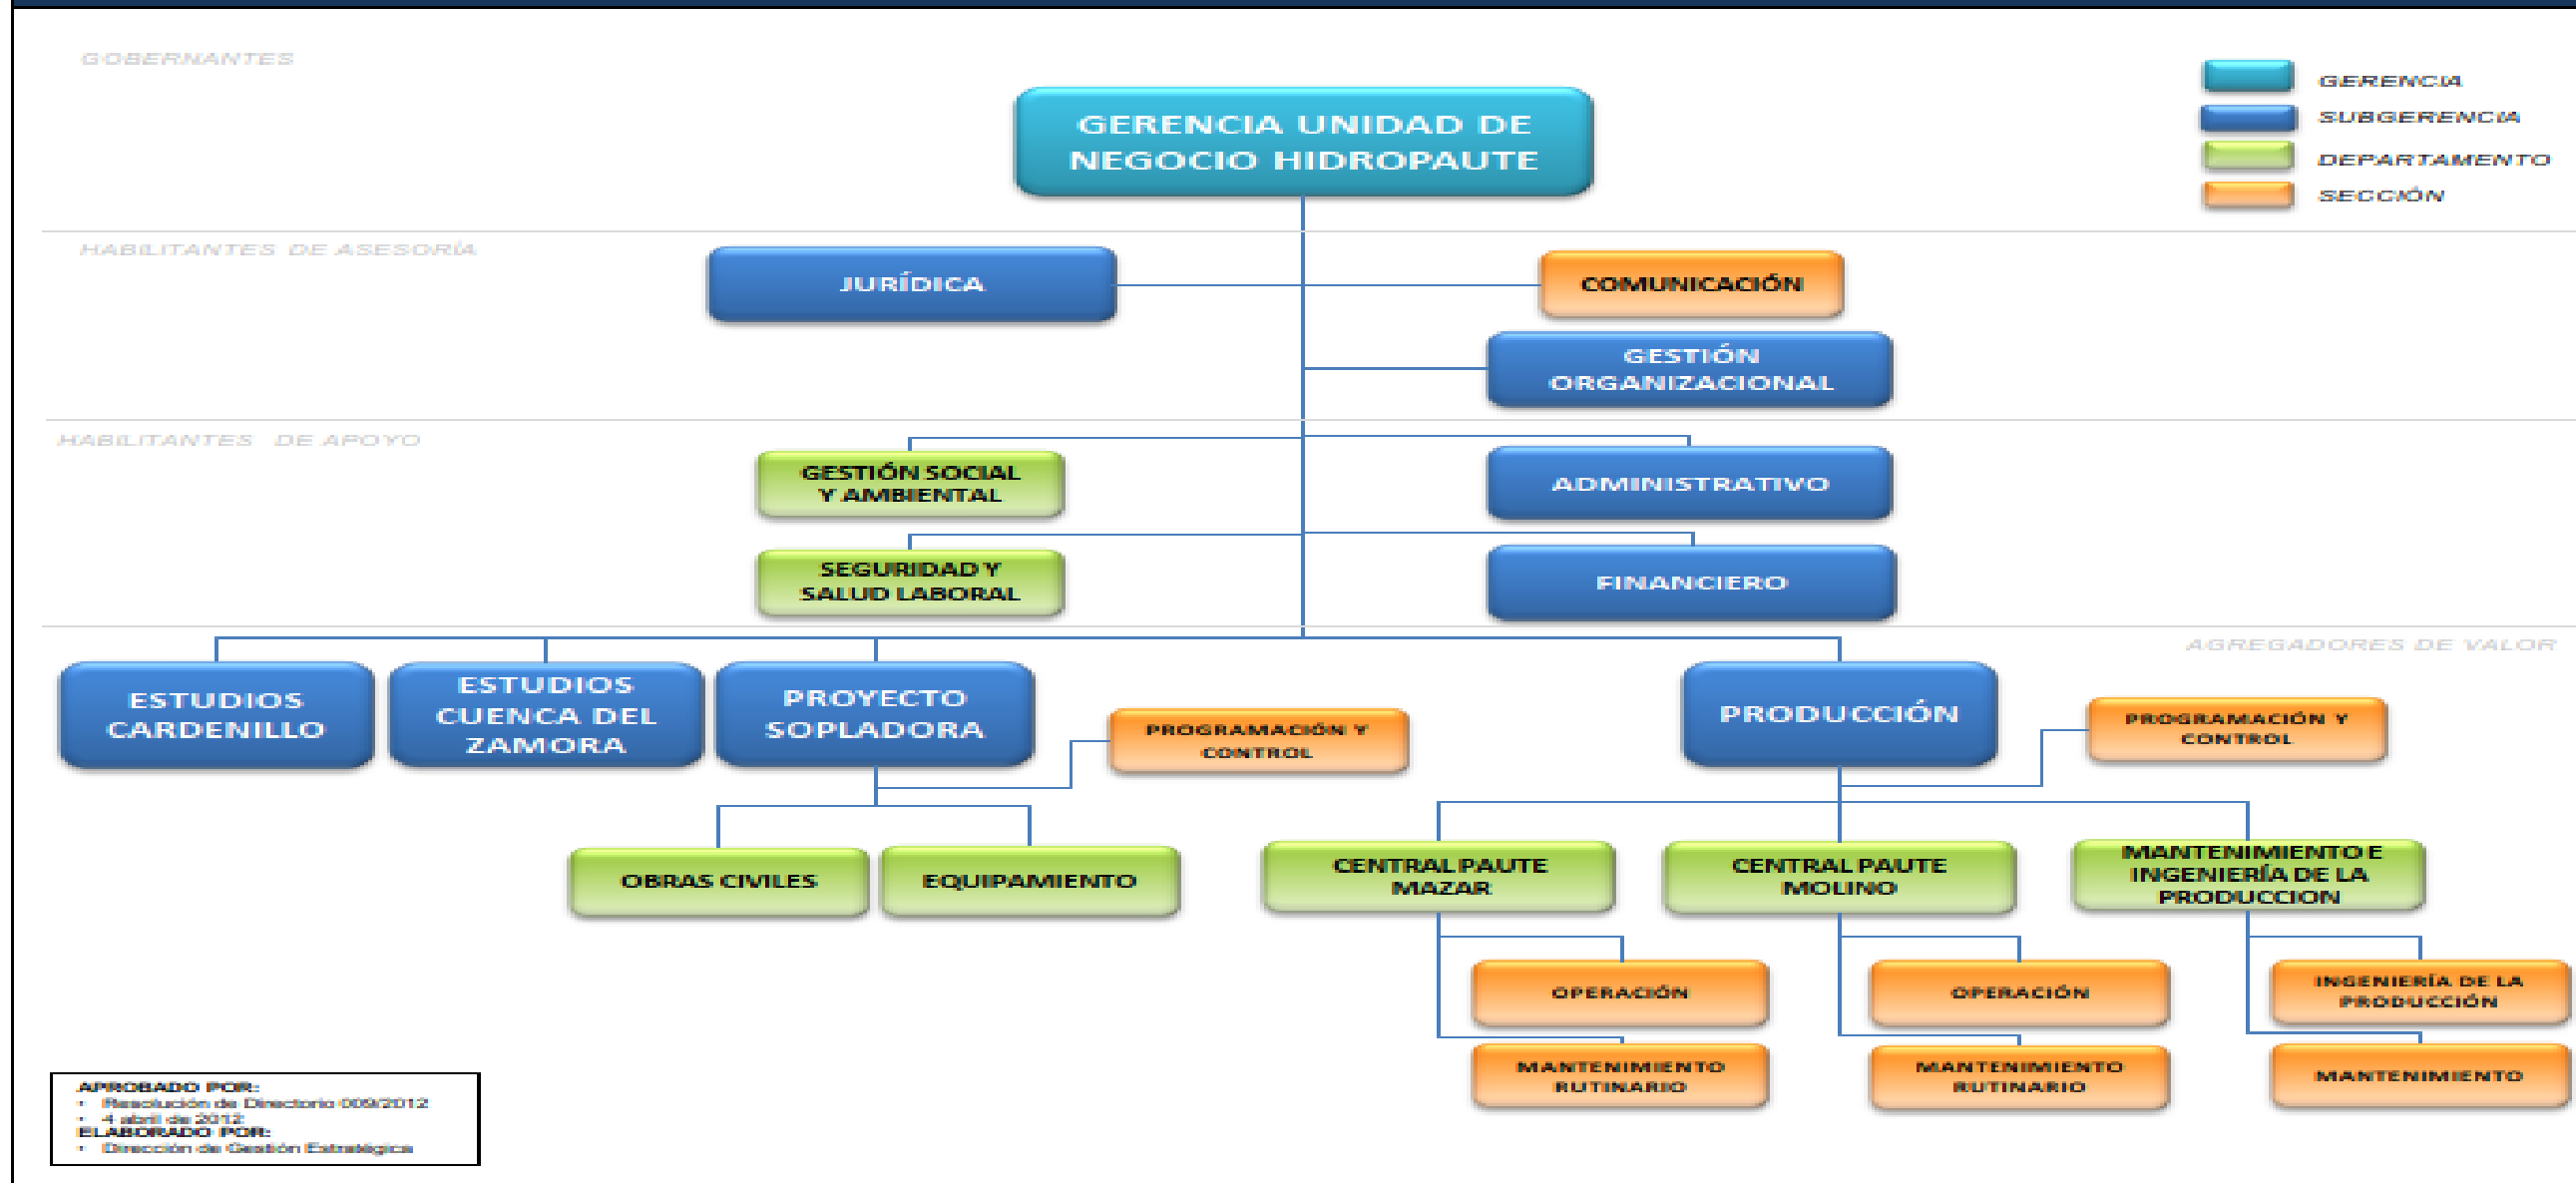 GOBERNANTES
GERENCIA
SUBGERENCIA
DEPARTAMENTO
SECCIÓN
GERENCIA UNIDAD DE
NEGOCIO HIDROPAUTE
HABILITANTES DE ASESORÍA
JURÍDICA
COMUNICACIÓN
GESTIÓN
ORGANIZACIONAL
HABILITANTES DE APOYO
GESTIÓN SOCIAL
Y AMBIENTAL
ADMINISTRATIVO
SEGURIDAD Y
SALUD LABORAL
FINANCIERO
AGREGADORES DE VALOR
ESTUDIOS
CARDENILLO
ESTUDIOS
CUENCA DEL
ZAMORA
PROYECTO
SOPLADORA
PROGRAMACIÓN Y
CONTROL
PRODUCCIÓN
PROGRAMACIÓN Y
CONTROL
OBRAS CIVILES
EQUIPAMIENTO
CENTRAL PAUTE
MAZAR
CENTRAL PAUTE
MOLINO
MANTENIMIENTO E
INGENIERÍA DE LA
PRODUCCION
OPERACIÓN
OPERACIÓN
INGENIERÍA DE LA
PRODUCCIÓN
MANTENIMIENTO
RUTINARIO
MANTENIMIENTO
RUTINARIO
MANTENIMIENTO
APROBADO POR:
• Resolución de Directorio 009/2012
• 4 abril de 2012
ELABORADO POR:
• Dirección de Gestión Estratégica